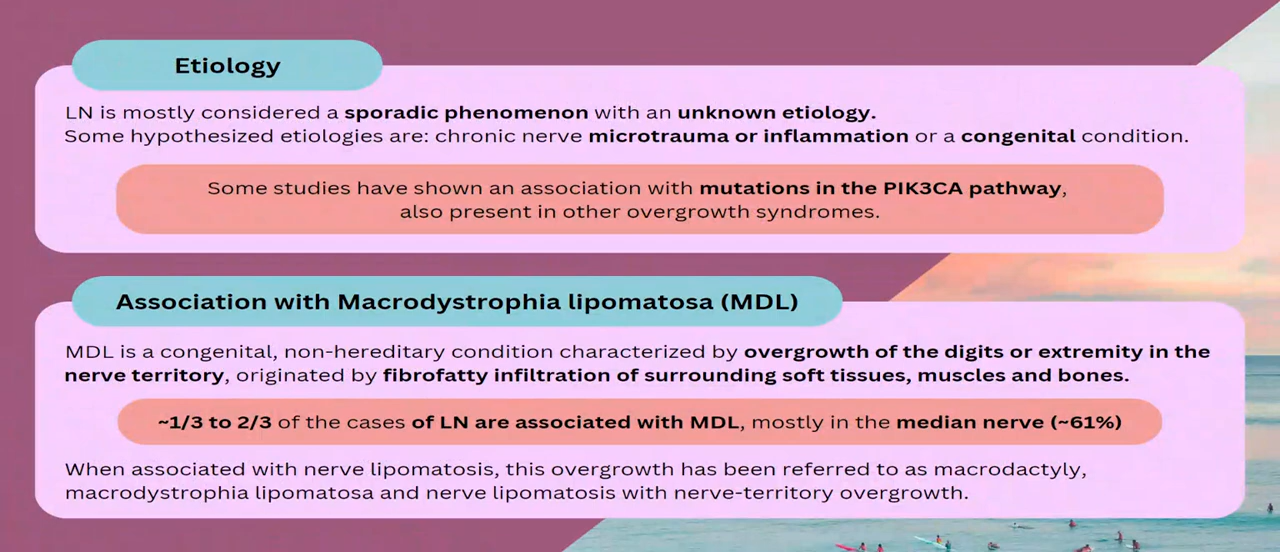 Etiology
LN is mostly considered a sporadic phenomenon with an unknown etiology.
Some hypothesized etiologies are: chronic nerve microtrauma or inflammation or a congenital condition.
Some studies have shown an association with mutations in the PIK3CA pathway,
also present in other overgrowth syndromes.
Association with Macrodystrophia lipomatosa (MDL)
MDL is a congenital, non-hereditary condition characterized by overgrowth of the digits or extremity in the
nerve territory, originated by fibrofatty infiltration of surrounding soft tissues, muscles and bones.
~1/3 to 2/3 of the cases of LN are associated with MDL, mostly in the median nerve (~61%)
When associated with nerve lipomatosis, this overgrowth has been referred to as macrodactyly,
macrodystrophia lipomatosa and nerve lipomatosis with nerve-territory overgrowth.